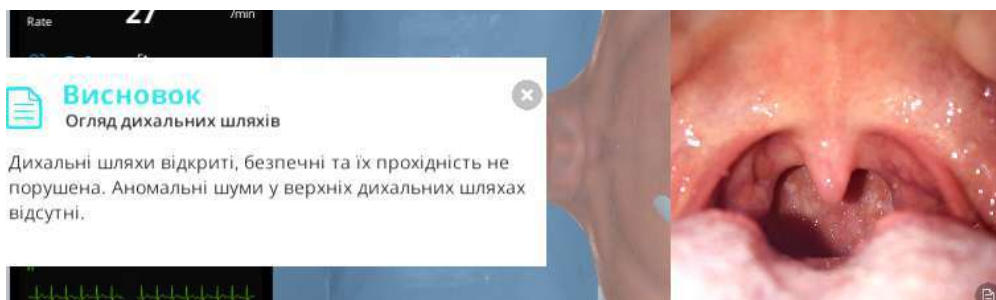 Rate 27 /min
Висновок
Огляд дихальних шляхів
Дихальні шляхи відкриті, безпечні та їх прохідність не
порушена. Аномальні шуми у верхніх дихальних шляхах
відсутні.